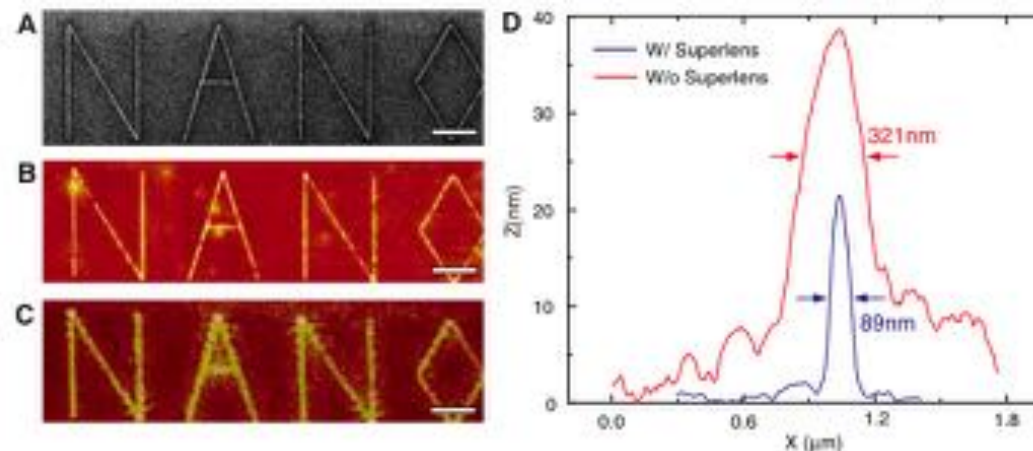 A
NANO
B
NANO
C
NANO
D
W/ Superlens
W/o Superlens
321nm
89nm
Z(nm)
40
30
20
10
0
0.0 0.6 1.2 1.8
X (μm)